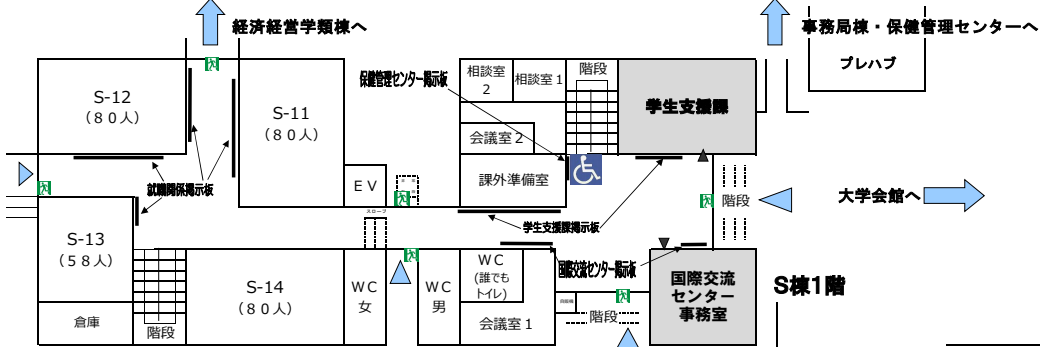 経済経営学類棟へ
事務局棟・保健管理センターへ
プレハブ
S-12
（８０人）
S-11
（８０人）
保健管理センター掲示板
相談室
2
相談室１
階段
学生支援課
会議室２
課外準備室
就職関係掲示板
ＥＶ
スロープ
学生支援課掲示板
階段
大学会館へ
S-13
（５８人）
倉庫
階段
S-14
（８０人）
ＷＣ
女
ＷＣ
男
ＷＣ
(誰でも
トイレ)
会議室１
国際交流センター掲示板
階段
国際交流
センター
事務室
S棟1階